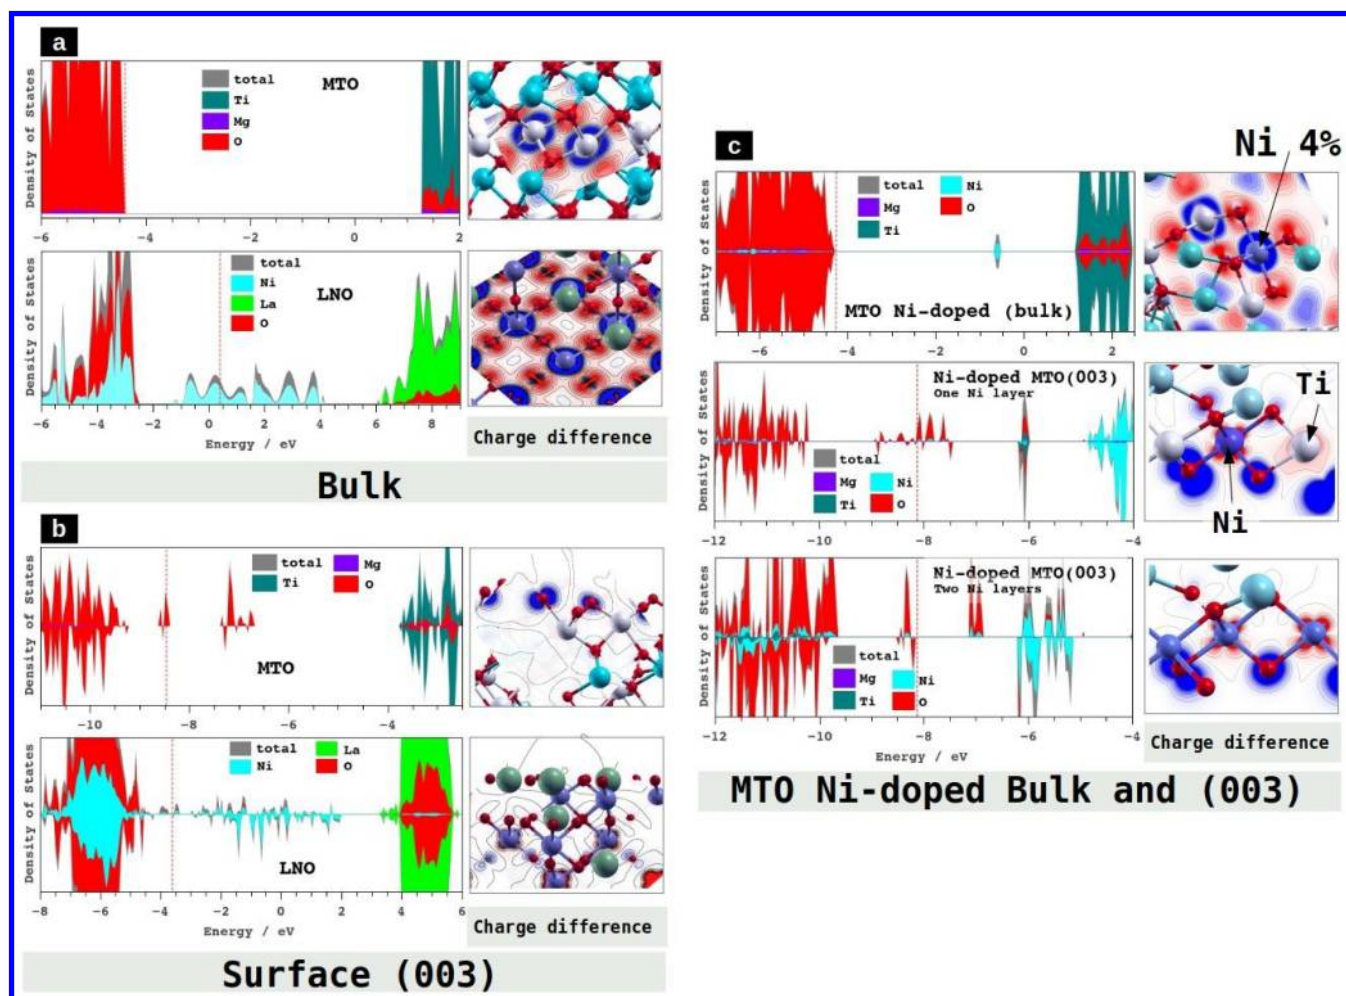 a
MTO
total
Ti
Mg
O
Density of States
-6 -4 -2 0 2
LNO
total
Ni
La
O
Density of States
-6 -4 -2 0 2 4 6 8
Energy / eV
Charge difference
Bulk
b
total Mg
Ti O
MTO
Density of States
-10 -8 -6 -4
total La
Ni O
LNO
Density of States
-8 -6 -4 -2 0 2 4 6
Energy / eV
Charge difference
Surface (003)
c
Ni 4%
total Ni
Mg O
Ti
MTO Ni-doped (bulk)
Density of States
-6 -4 -2 0 2
Ni-doped MTO(003)
One Ni layer
total
Mg Ni
Ti O
Density of States
-12 -10 -8 -6 -4
Ti
Ni
Ni-doped MTO(003)
Two Ni layers
total
Mg Ni
Ti O
Density of States
-12 -10 -8 -6 -4
Energy / eV
Charge difference
MTO Ni-doped Bulk and (003)